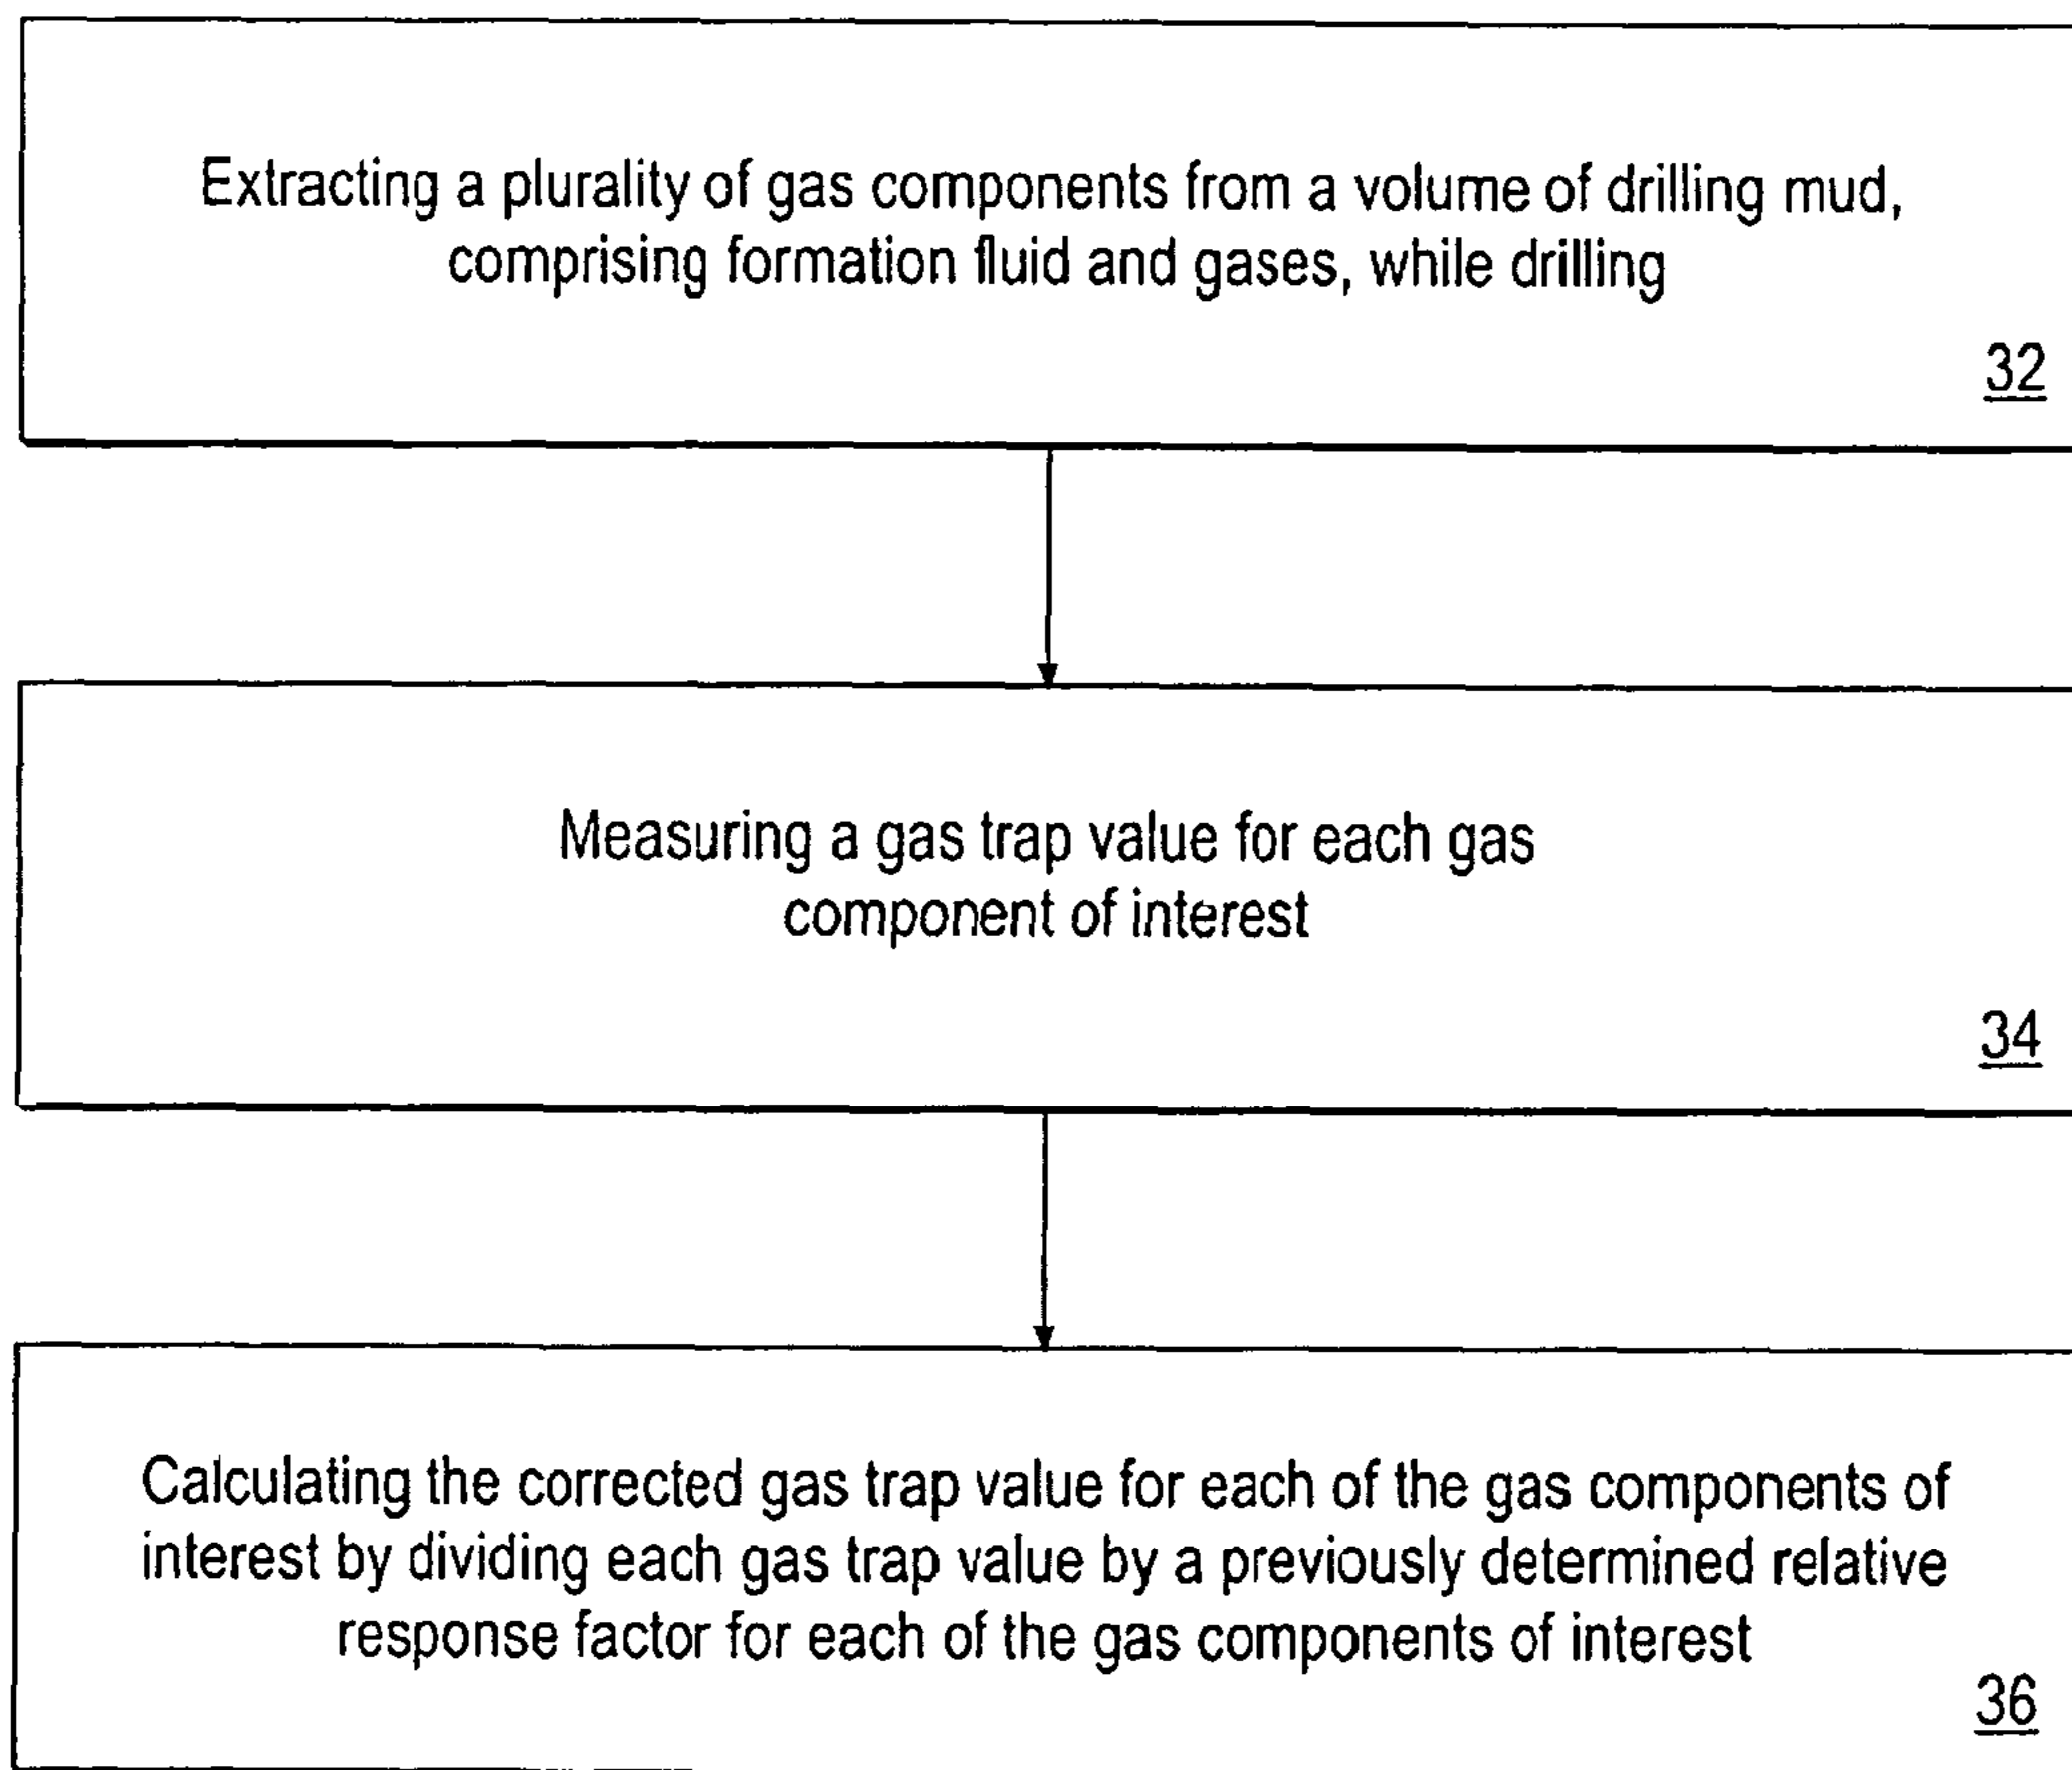 Extracting a plurality of gas components from a volume of drilling mud,
comprising formation fluid and gases, while drilling
32
Measuring a gas trap value for each gas
component of interest
34
Calculating the corrected gas trap value for each of the gas components of
interest by dividing each gas trap value by a previously determined relative
response factor for each of the gas components of interest
36